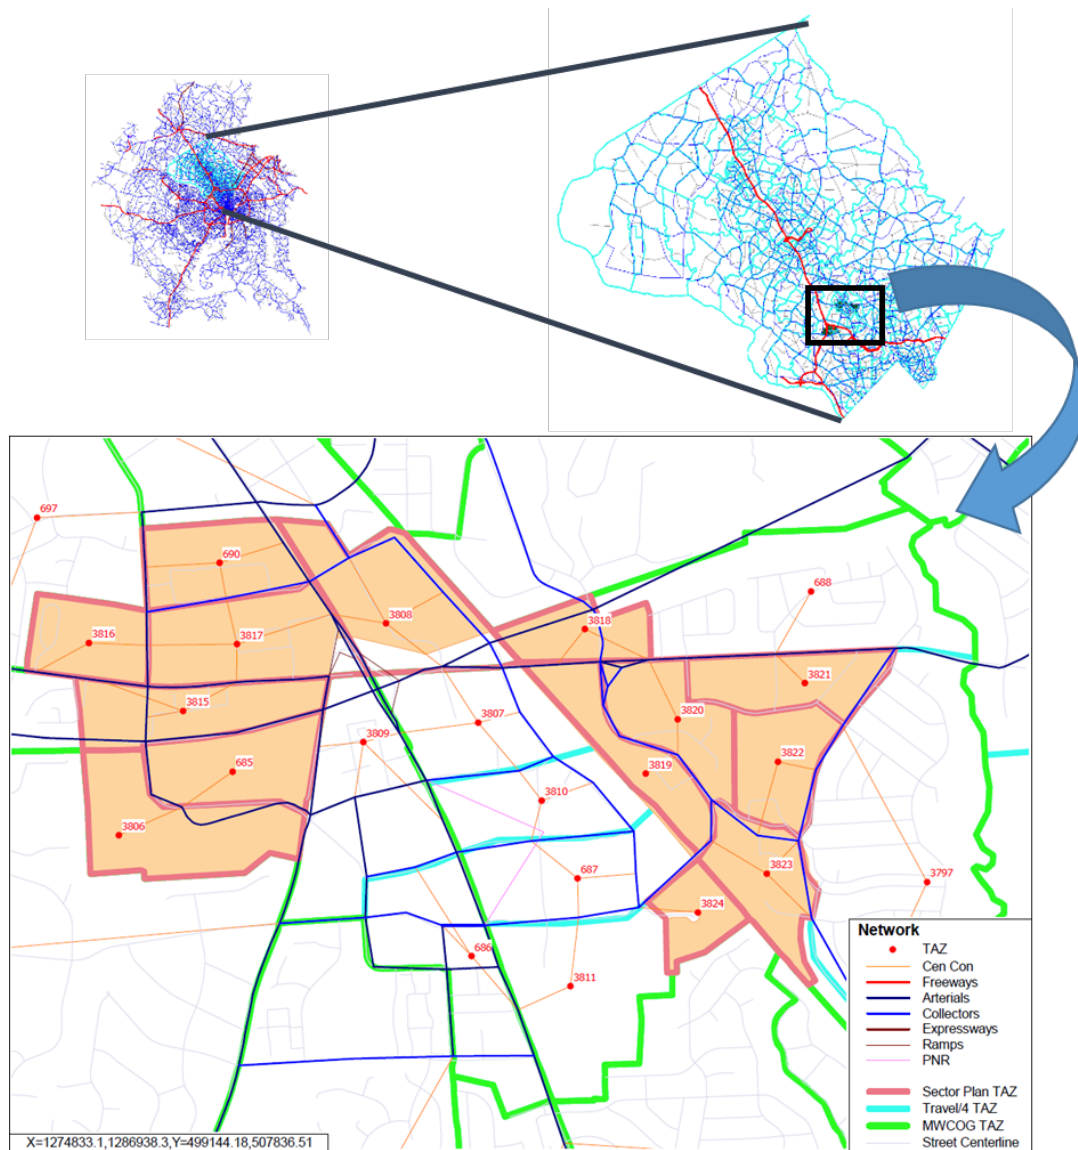 697
690
688
3816
3817
3808
3818
3821
3815
3820
3807
3809
3822
685
3819
3810
3806
687
3823
3797
3824
686
3811
Network
TAZ
Cen Con
Freeways
Arterials
Collectors
Expressways
Ramps
PNR
Sector Plan TAZ
Travel/4 TAZ
MWCOG TAZ
Street Centerline
X=1274833.1,1286938.3,Y=499144.18,507836.51